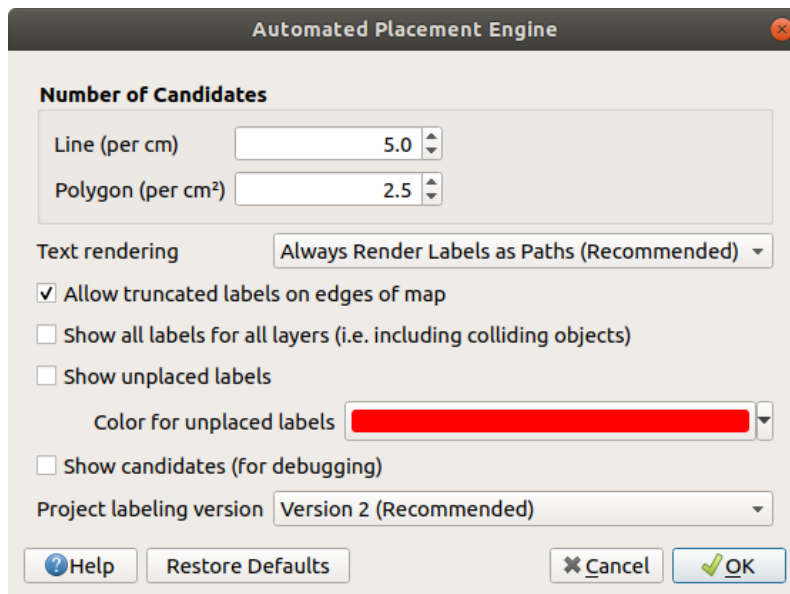 Automated Placement Engine
Number of Candidates
Line (per cm) 5.0
Polygon (per cm²) 2.5
Text rendering Always Render Labels as Paths (Recommended)
Allow truncated labels on edges of map
Show all labels for all layers (i.e. including colliding objects)
Show unplaced labels
Color for unplaced labels
Show candidates (for debugging)
Project labeling version Version 2 (Recommended)
Help Restore Defaults Cancel OK